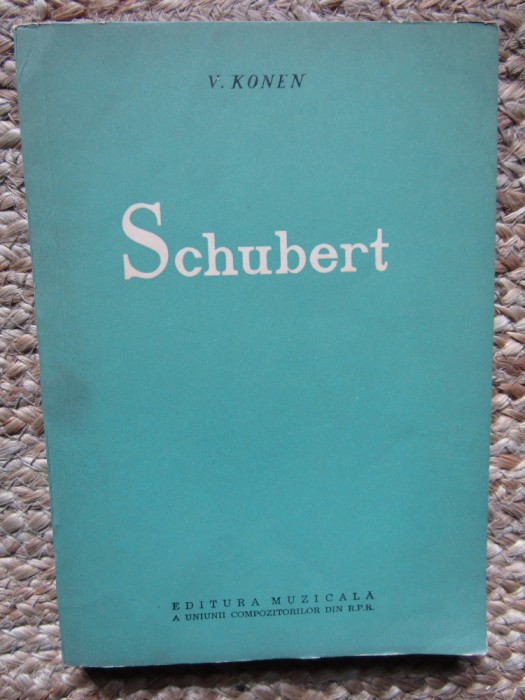 V. KONEN
Schubert
EDITURA MUZICALĂ
A UNIUNII COMPOZITORILOR DIN R.P.R.